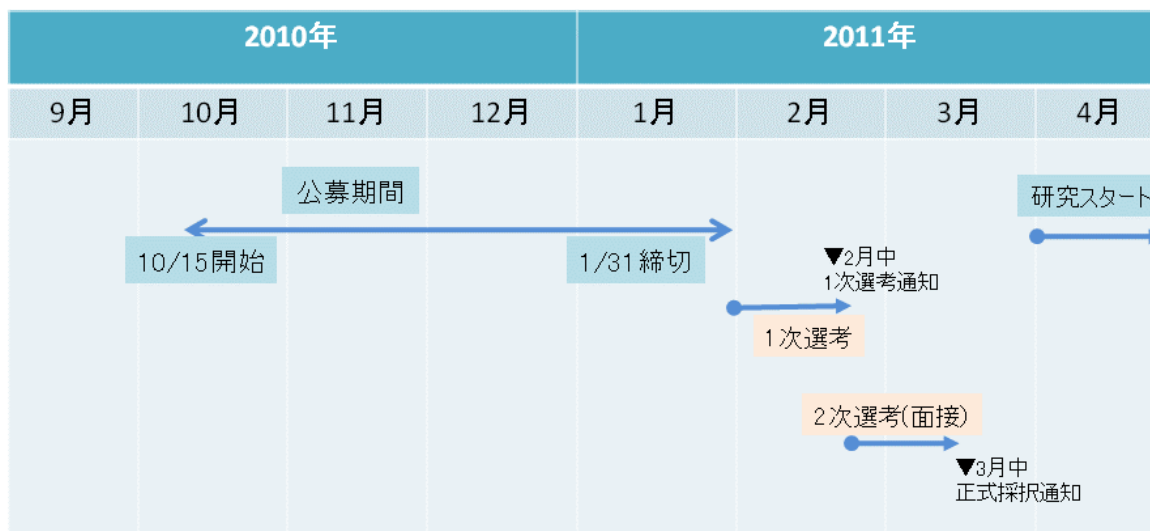 2010年
2011年
9月
10月
11月
12月
1月
2月
3月
4月
公募期間
研究スタート
10/15開始
1/31締切
▼2月中
1次選考通知
1次選考
2次選考(面接)
▼3月中
正式採択通知